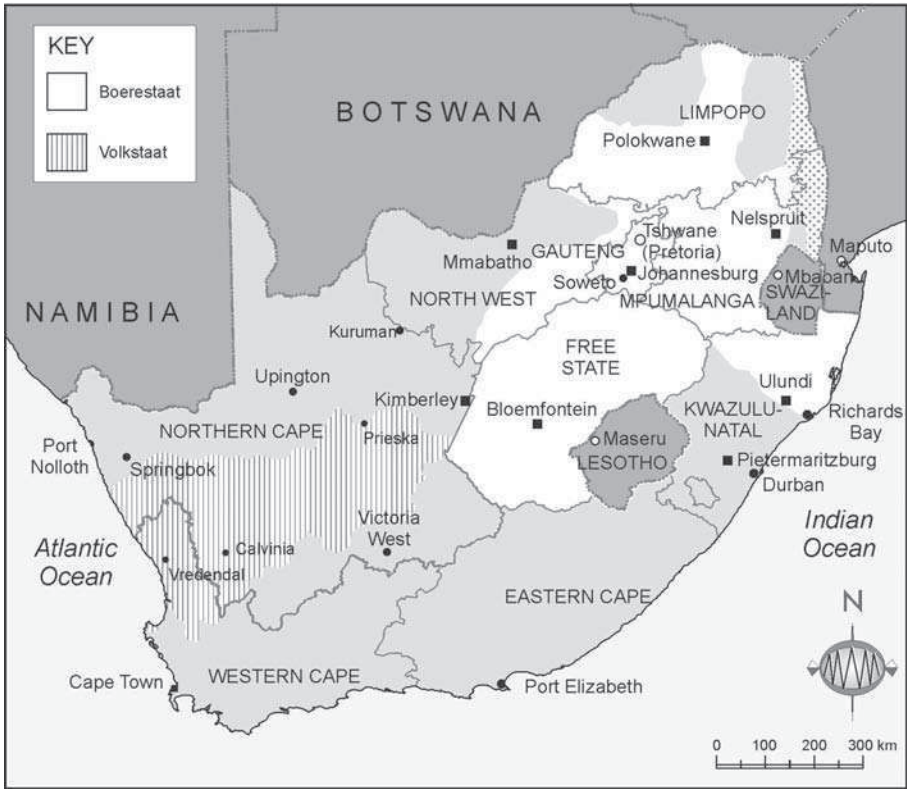 KEY
Boerestaat
Volkstaat
BOTSWANA
LIMPOPO
Polokwane
Nelspruit
Tshwane
(Pretoria)
Maputo
GAUTENG
Mmabatho
Johannesburg
Soweto
Mbaban
SWAZI-
LAND
NORTH WEST
MPUMALANGA
NAMIBIA
Kuruman
FREE
STATE
Upington
Ulundi
Kimberley
KWAZULU-
NATAL
Richards
Bay
Bloemfontein
NORTHERN CAPE
Prieska
Maseru
LESOTHO
Port
Nolloth
Springbok
Pietermaritzburg
Durban
Victoria
West
Indian
Ocean
Atlantic
Ocean
Calvinia
Vredendal
EASTERN CAPE
N
WESTERN CAPE
Cape Town
Port Elizabeth
0 100 200 300 km